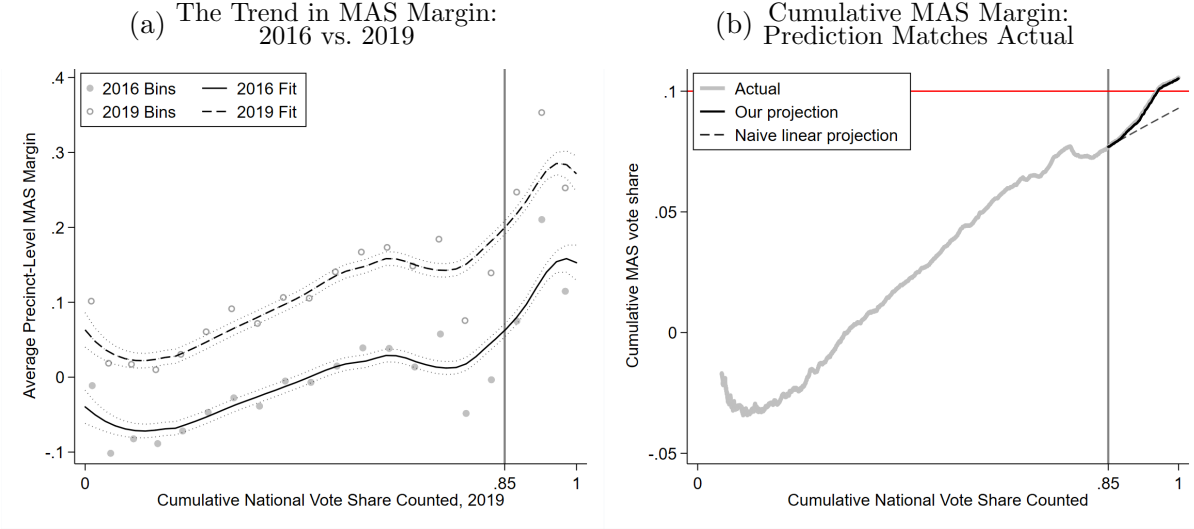 (a) The Trend in MAS Margin:
2016 vs. 2019
.4
.3
.2
.1
0
-.1
Average Precinct-Level MAS Margin
2016 Bins
2016 Fit
2019 Bins
2019 Fit
0
.85
1
Cumulative National Vote Share Counted, 2019
(b) Cumulative MAS Margin:
Prediction Matches Actual
.1
.05
0
-.05
Cumulative MAS vote share
Actual
Our projection
Naive linear projection
0
.85
1
Cumulative National Vote Share Counted